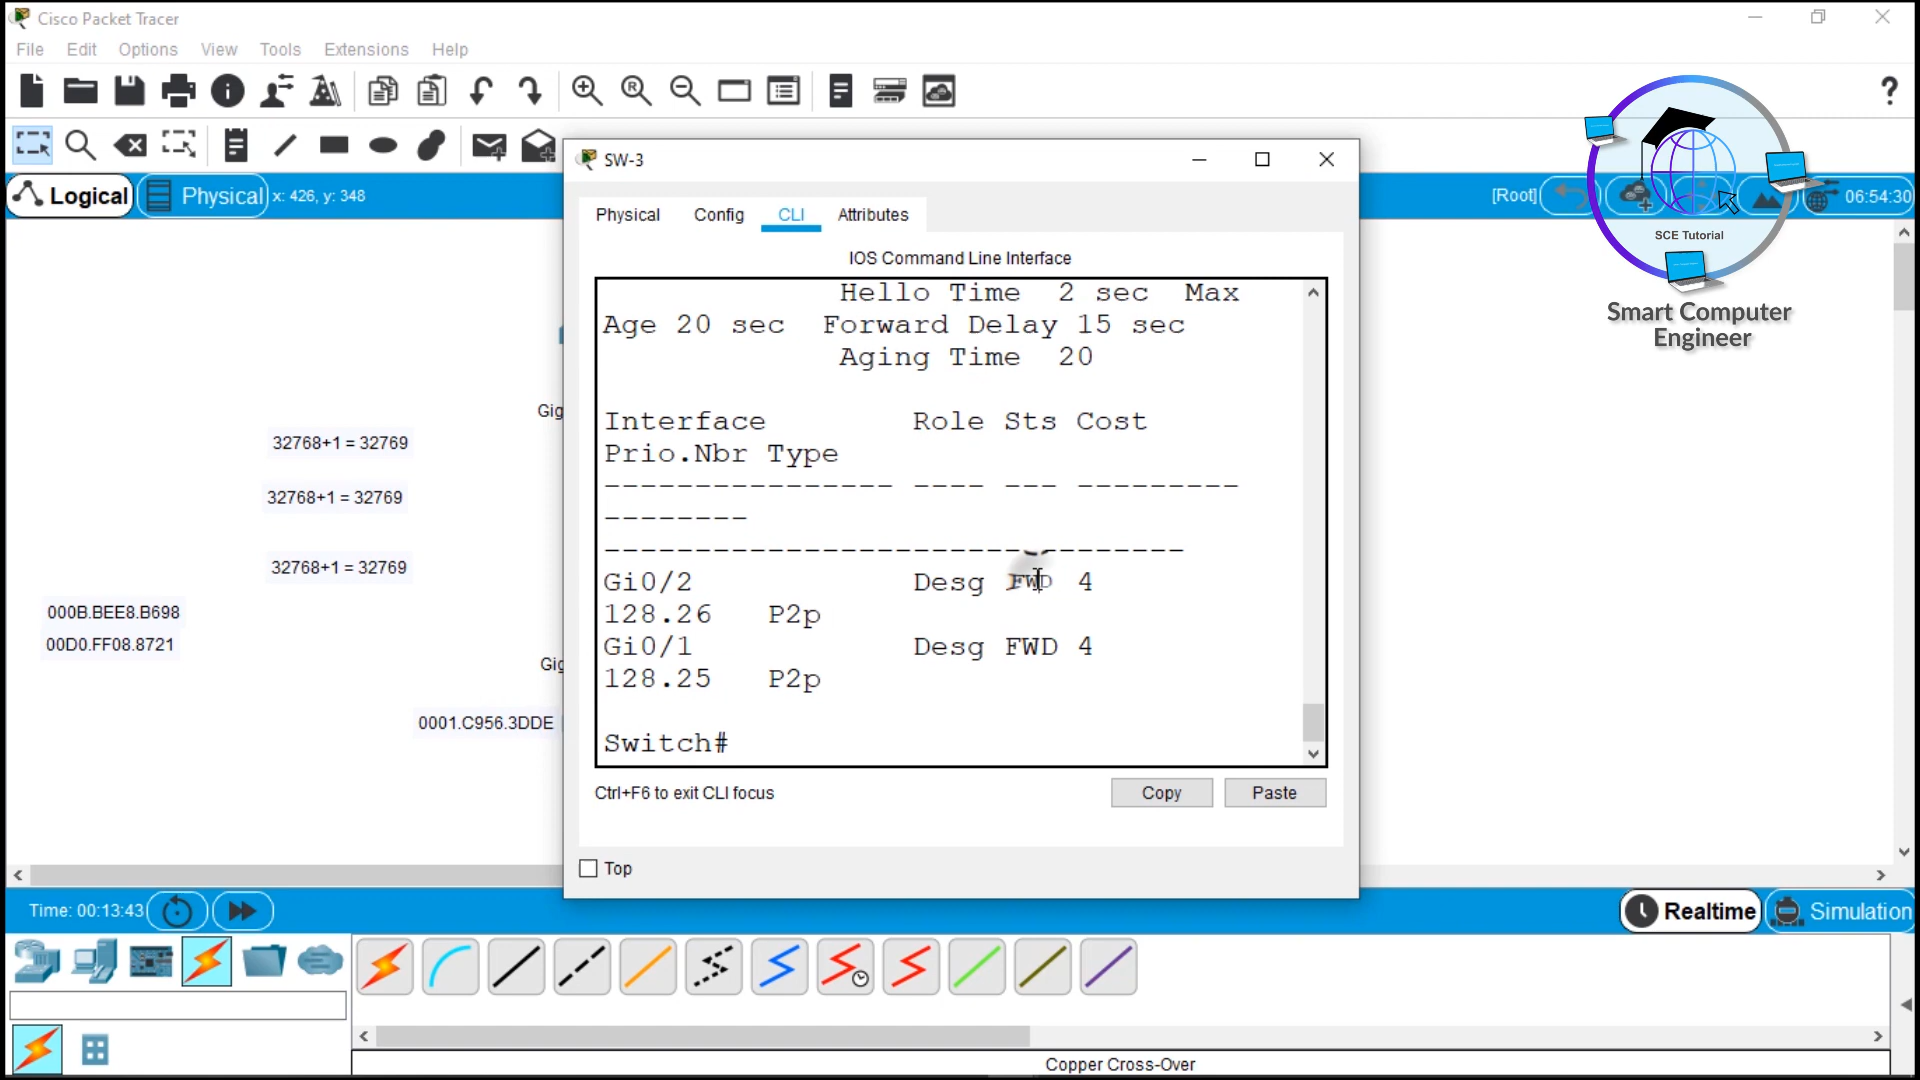 Cisco Packet Tracer
File Edit Options View Tools Extensions Help
R
?
Logical
Physical
x: 426, y: 348
[Root]
06:54:30
SCE Tutorial
Smart Computer
Engineer
SW-3
Physical Config CLI Attributes
IOS Command Line Interface
Hello Time 2 sec Max
Age 20 sec Forward Delay 15 sec
Aging Time 20
Interface Role Sts Cost
Prio.Nbr Type
---------------- ---- --- ---------
--------
--------------------------------
Gi0/2 Desg FWD 4
128.26 P2p
Gi0/1 Desg FWD 4
128.25 P2p
Switch#
Ctrl+F6 to exit CLI focus
Copy
Paste
Top
Gig
32768+1 = 32769
32768+1 = 32769
32768+1 = 32769
000B.BEE8.B698
00D0.FF08.8721
Gig
0001.C956.3DDE
Time: 00:13:43
Realtime
Simulation
Copper Cross-Over